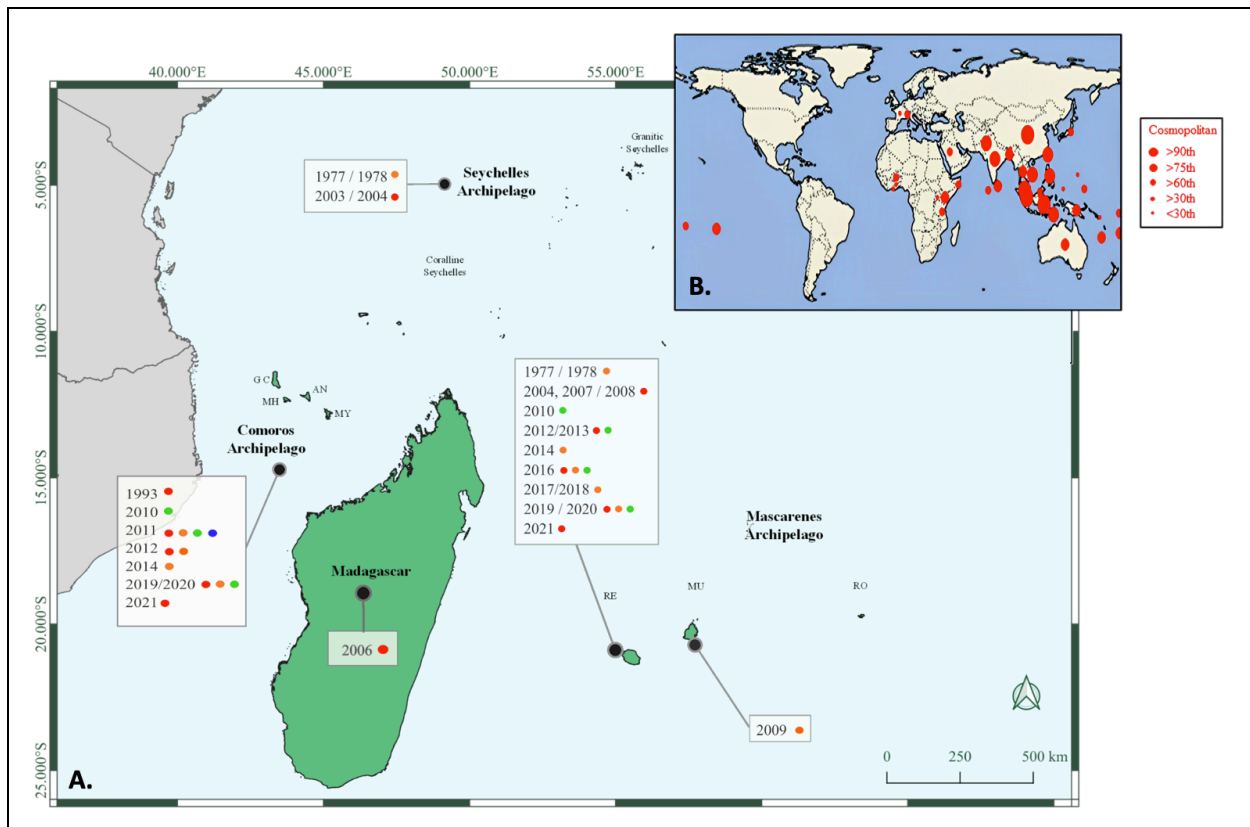 40.000°E 45.000°E 50.000°E 55.000°E
5.000°S
10.000°S
15.000°S
20.000°S
25.000°S
Granitic
Seychelles
1977 / 1978
2003 / 2004
Seychelles
Archipelago
Coralline
Seychelles
B.
Cosmopolitan
>90th
>75th
>60th
>30th
<30th
GC
MH
AN
MY
Comoros
Archipelago
1993
2010
2011
2012
2014
2019/2020
2021
1977 / 1978
2004, 2007 / 2008
2010
2012/2013
2014
2016
2017/2018
2019 / 2020
2021
Mascarenes
Archipelago
Madagascar
2006
RE
MU
RO
2009
0 250 500 km
A.